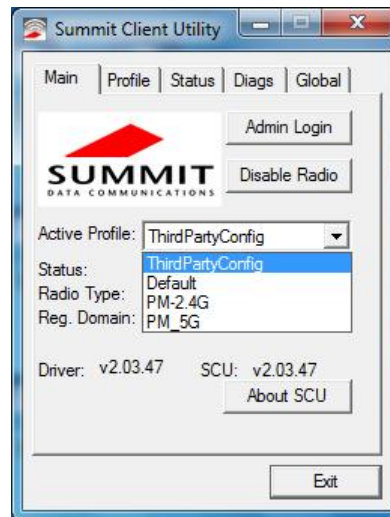 Summit Client Utility
Main Profile Status Diags Global
Admin Login
SUMMIT
DATA COMMUNICATIONS
Disable Radio
Active Profile: ThirdPartyConfig
ThirdPartyConfig
Status:
Default
Radio Type:
PM-2.4G
Reg. Domain:
PM_5G
Driver: v2.03.47 SCU: v2.03.47
About SCU
Exit